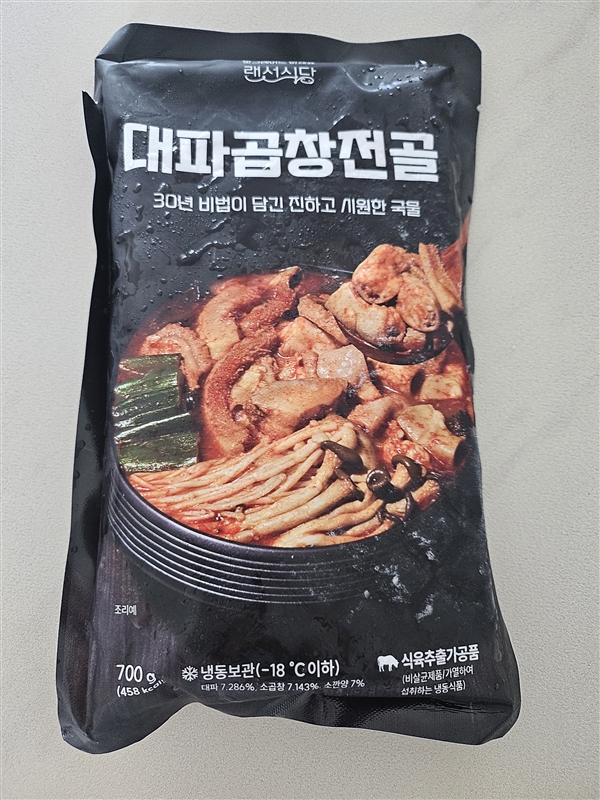 랜선식당
대파곱창전골
30년 비법이 담긴 진하고 시원한 국물
조리예
700 g
(458 kcal)
냉동보관(-18 ℃ 이하)
대파 7.286%, 소곱창 7.143%, 소깐양 7%
식육추출가공품
(비살균제품/가열하여
섭취하는 냉동식품)